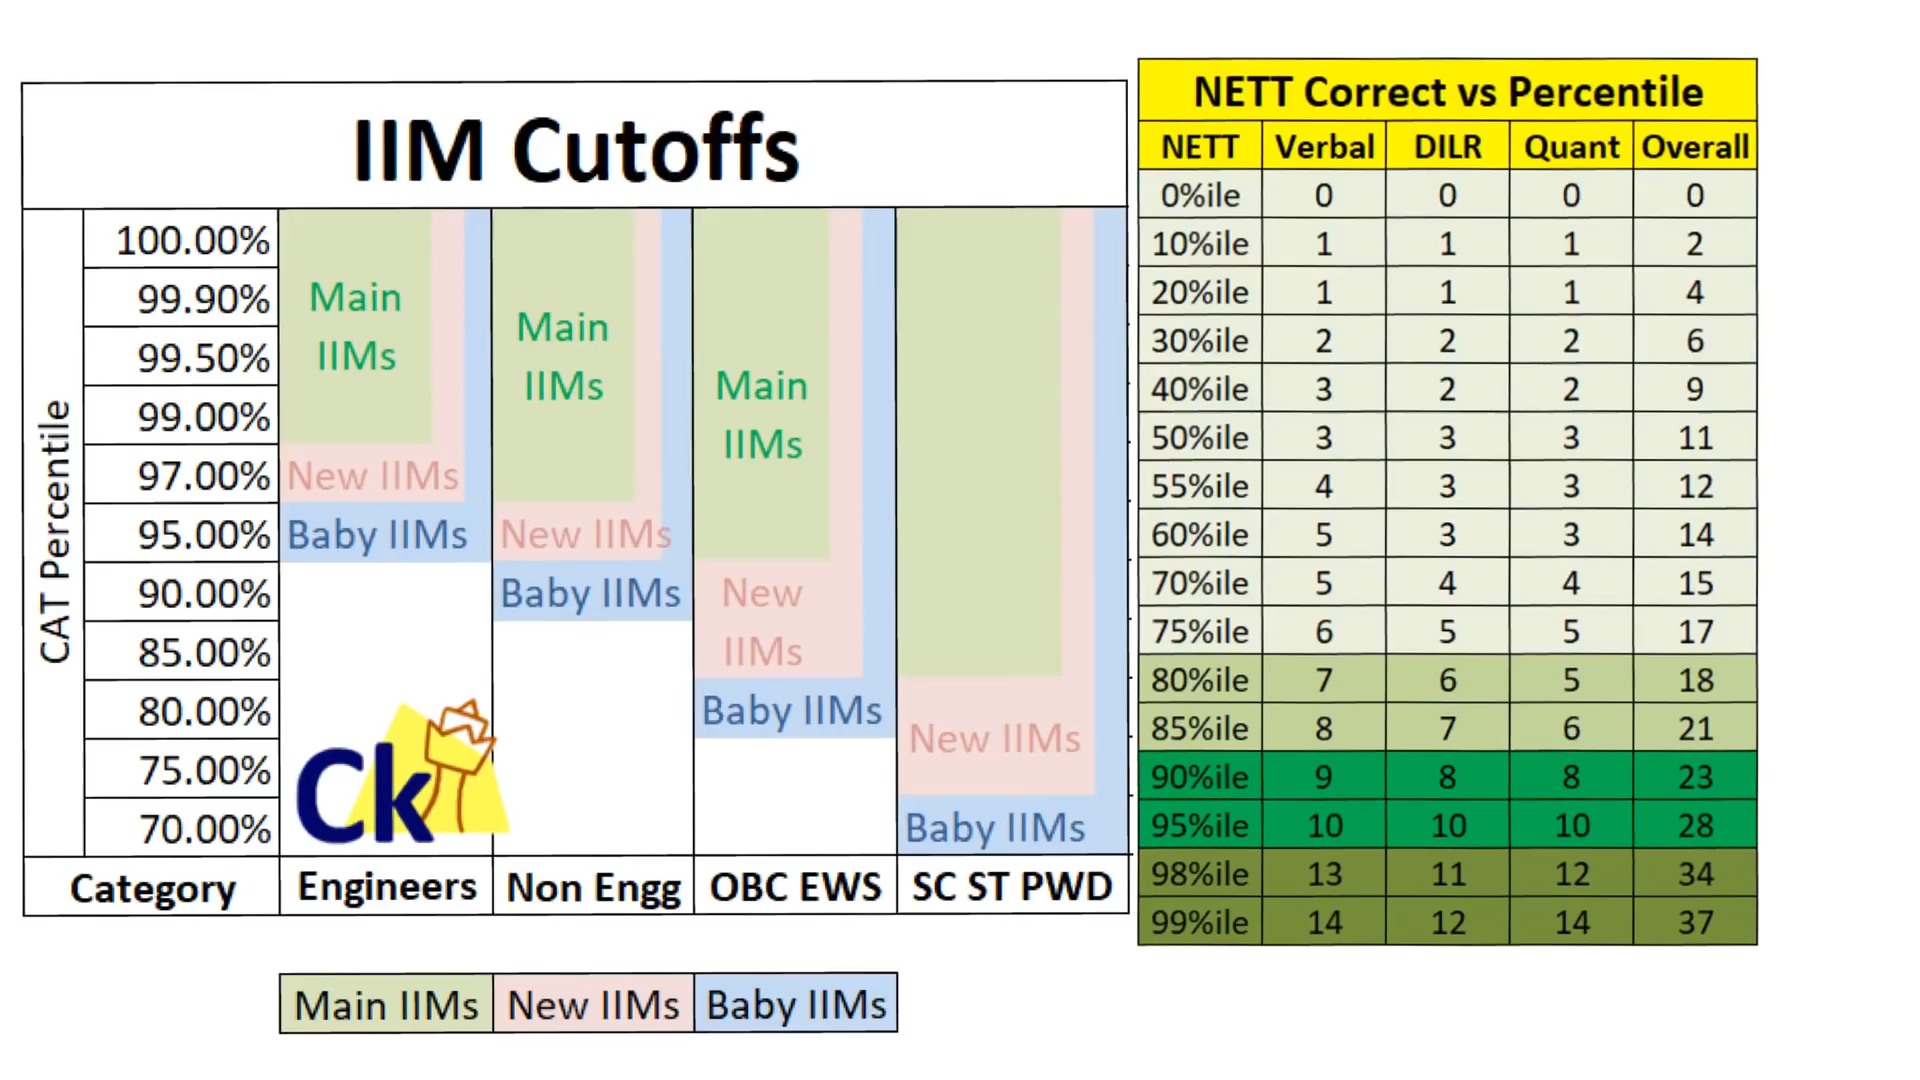 IIM Cutoffs
CAT Percentile
100.00%
99.90%
99.50%
99.00%
97.00%
95.00%
90.00%
85.00%
80.00%
75.00%
70.00%
Main
IIMs
New IIMs
Baby IIMs
Main
IIMs
New IIMs
Baby IIMs
Main
IIMs
New
IIMs
Baby IIMs
New IIMs
Baby IIMs
Ck
Category Engineers Non Engg OBC EWS SC ST PWD
Main IIMs New IIMs Baby IIMs
NETT Correct vs Percentile
NETT Verbal DILR Quant Overall
0%ile 0 0 0 0
10%ile 1 1 1 2
20%ile 1 1 1 4
30%ile 2 2 2 6
40%ile 3 2 2 9
50%ile 3 3 3 11
55%ile 4 3 3 12
60%ile 5 3 3 14
70%ile 5 4 4 15
75%ile 6 5 5 17
80%ile 7 6 5 18
85%ile 8 7 6 21
90%ile 9 8 8 23
95%ile 10 10 10 28
98%ile 13 11 12 34
99%ile 14 12 14 37